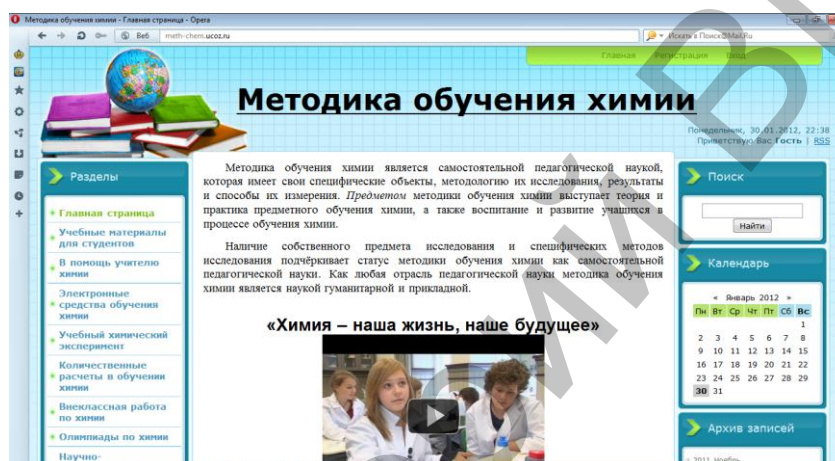 Методика обучения химии - Главная страница - Opera
Веб
meth-chem.ucoz.ru
Искать в Поиск@Mail.Ru
Главная Регистрация Вход
Методика обучения химии
Понедельник, 30.01.2012, 22:38
Приветствую Вас Гость | RSS
Разделы
Главная страница
Учебные материалы
для студентов
В помощь учителю
химии
Электронные
средства обучения
химии
Учебный химический
эксперимент
Количественные
расчеты в обучении
химии
Внеклассная работа
по химии
Олимпиады по химии
Научно-
Методика обучения химии является самостоятельной педагогической наукой,
которая имеет свои специфические объекты, методологию их исследования, результаты
и способы их измерения. Предметом методики обучения химии выступает теория и
практика предметного обучения химии, а также воспитание и развитие учащихся в
процессе обучения химии.
Наличие собственного предмета исследования и специфических методов
исследования подчёркивает статус методики обучения химии как самостоятельной
педагогической науки. Как любая отрасль педагогической науки методика обучения
химии является наукой гуманитарной и прикладной.
«Химия – наша жизнь, наше будущее»
Поиск
Найти
Календарь
« Январь 2012 »
Пн Вт Ср Чт Пт Сб Вс
1
2 3 4 5 6 7 8
9 10 11 12 13 14 15
16 17 18 19 20 21 22
23 24 25 26 27 28 29
30 31
Архив записей
2011 Ноябрь